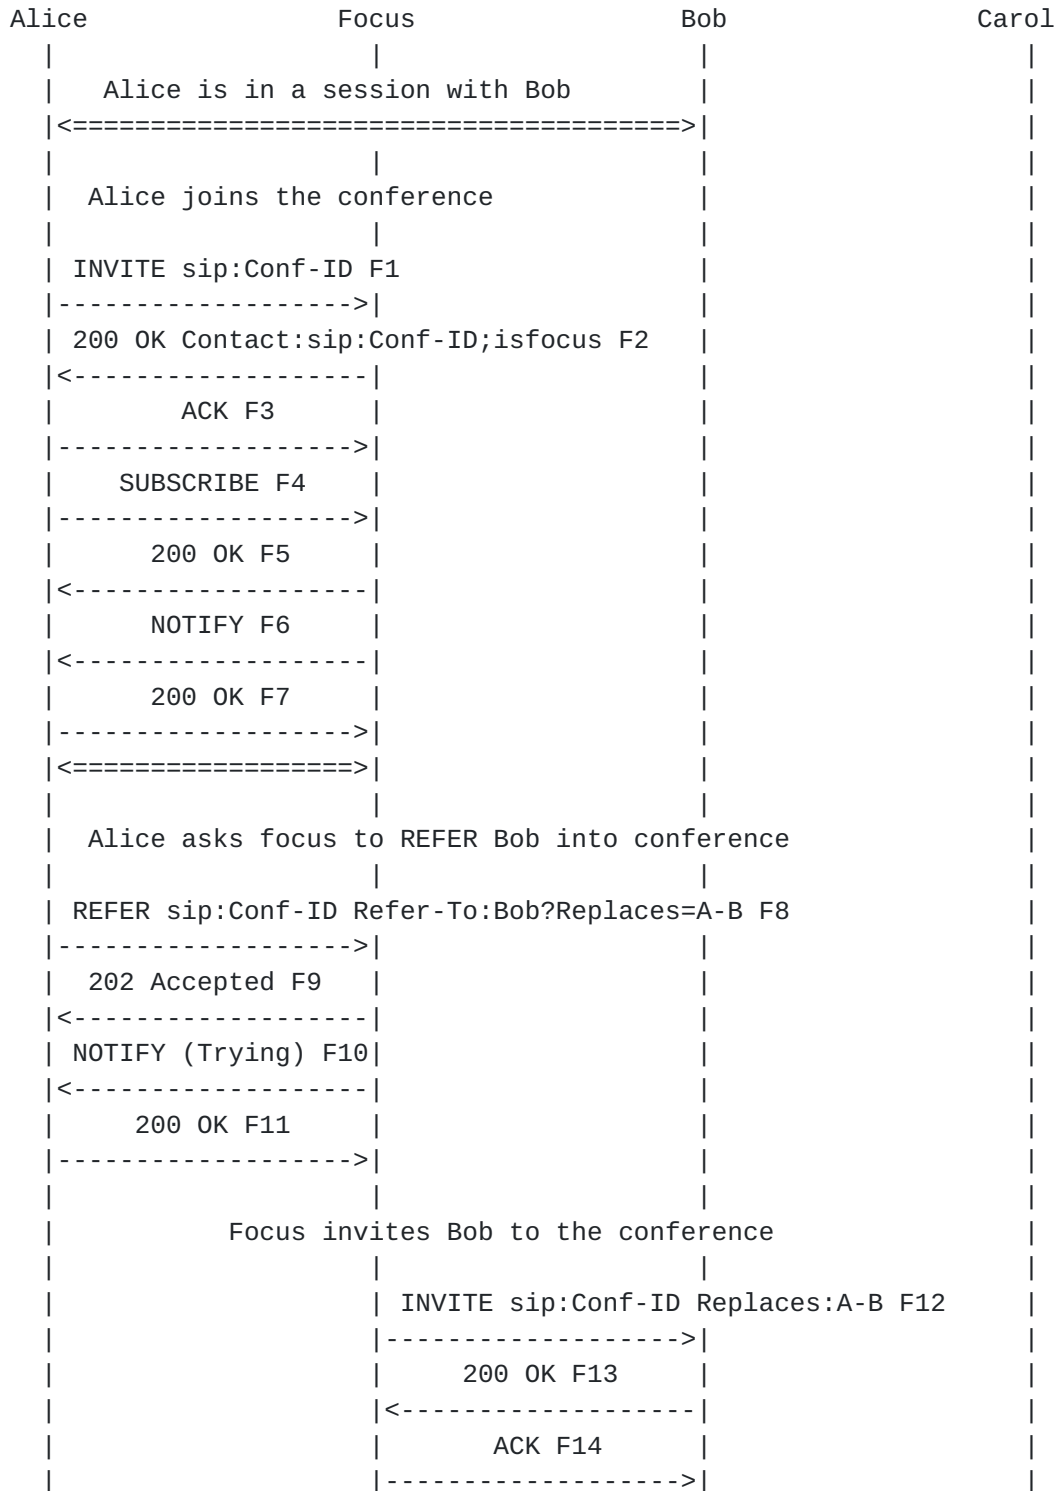 Alice                Focus                 Bob                Carol
  |                    |                    |                    |
  |   Alice is in a session with Bob        |                    |
  |<=======================================>|                    |
  |                    |                    |                    |
  |  Alice joins the conference             |                    |
  |                    |                    |                    |
  | INVITE sip:Conf-ID F1                   |                    |
  |------------------->|                    |                    |
  | 200 OK Contact:sip:Conf-ID;isfocus F2   |                    |
  |<-------------------|                    |                    |
  |        ACK F3      |                    |                    |
  |------------------->|                    |                    |
  |    SUBSCRIBE F4    |                    |                    |
  |------------------->|                    |                    |
  |      200 OK F5     |                    |                    |
  |<-------------------|                    |                    |
  |      NOTIFY F6     |                    |                    |
  |<-------------------|                    |                    |
  |      200 OK F7     |                    |                    |
  |------------------->|                    |                    |
  |<==================>|                    |                    |
  |                    |                    |                    |
  |  Alice asks focus to REFER Bob into conference               |
  |                    |                    |                    |
  | REFER sip:Conf-ID Refer-To:Bob?Replaces=A-B F8               |
  |------------------->|                    |                    |
  |  202 Accepted F9   |                    |                    |
  |<-------------------|                    |                    |
  | NOTIFY (Trying) F10|                    |                    |
  |<-------------------|                    |                    |
  |     200 OK F11     |                    |                    |
  |------------------->|                    |                    |
  |                    |                    |                    |
  |           Focus invites Bob to the conference                |
  |                    |                    |                    |
  |                    | INVITE sip:Conf-ID Replaces:A-B F12     |
  |                    |------------------->|                    |
  |                    |     200 OK F13     |                    |
  |                    |<-------------------|                    |
  |                    |       ACK F14      |                    |
  |                    |------------------->|                    |